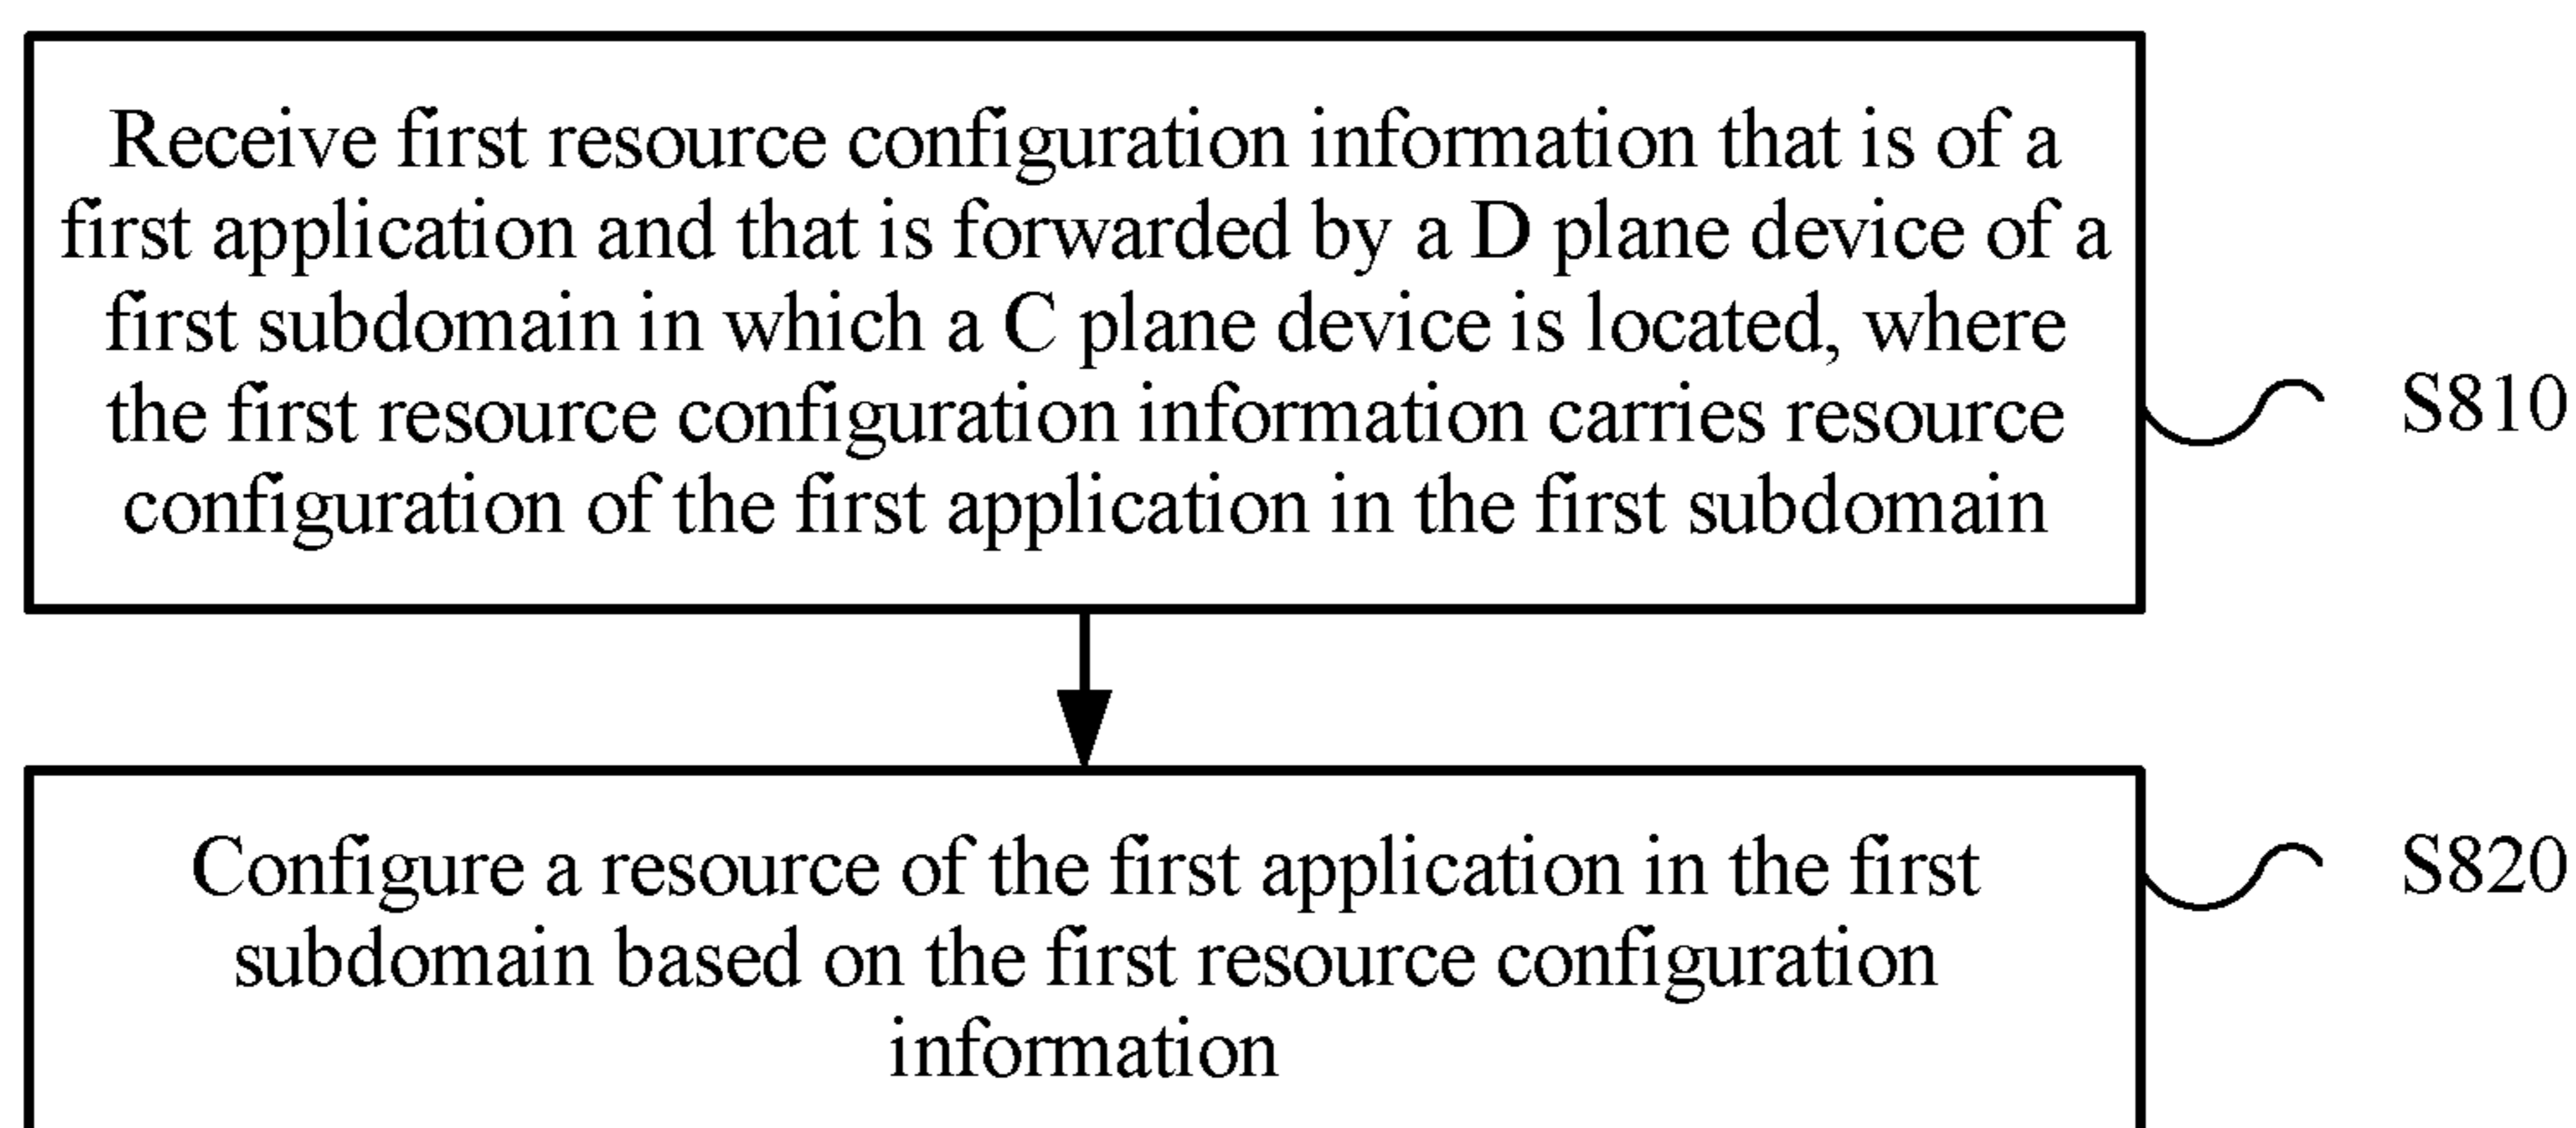 Receive first resource configuration information that is of a
first application and that is forwarded by a D plane device of a
first subdomain in which a C plane device is located, where
the first resource configuration information carries resource
configuration of the first application in the first subdomain
S810
Configure a resource of the first application in the first
subdomain based on the first resource configuration
information
S820